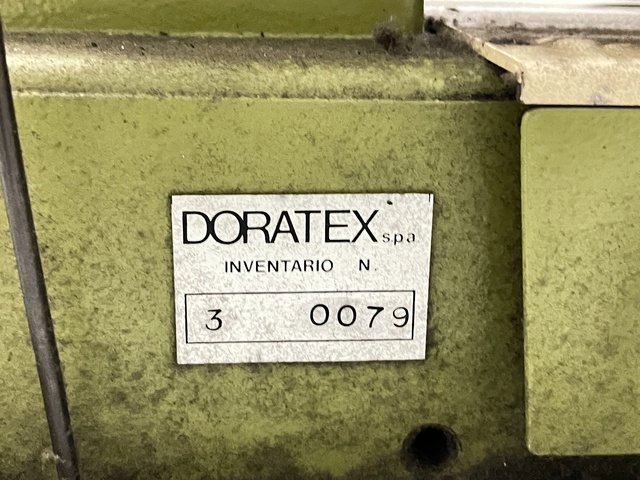 DORATEX spa
INVENTARIO N.
3 0079